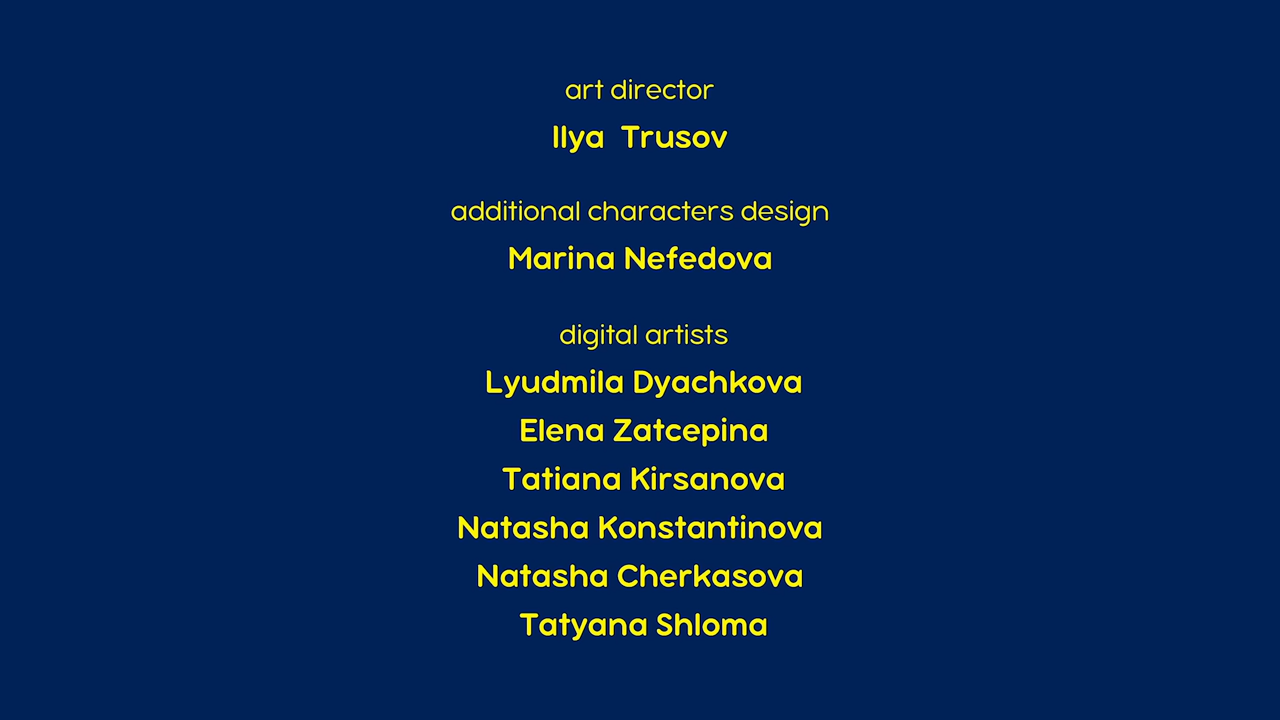 art director
Ilya Trusov
additional characters design
Marina Nefedova
digital artists
Lyudmila Dyachkova
Elena Zatcepina
Tatiana Kirsanova
Natasha Konstantinova
Natasha Cherkasova
Tatyana Shloma